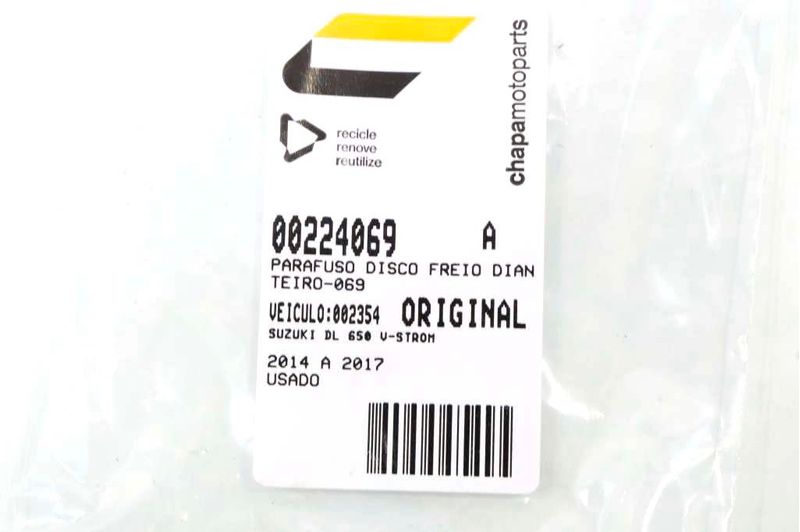 chapamotoparts
recicle
renove
reutilize
00224069 A
PARAFUSO DISCO FREIO DIAN
TEIRO-069
VEICULO:002354 ORIGINAL
SUZUKI DL 650 V-STROM
2014 A 2017
USADO